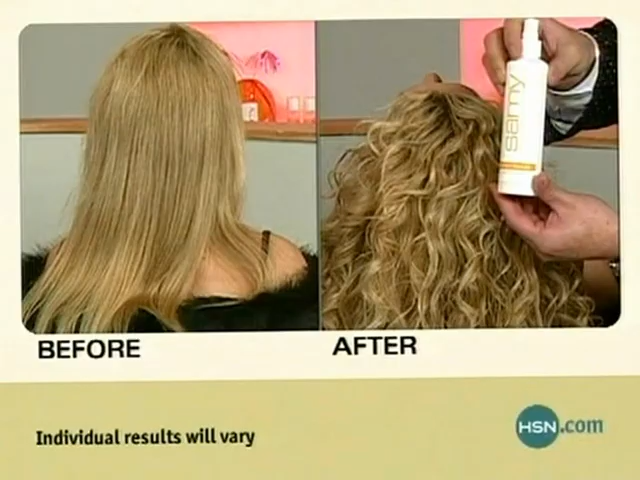 samy
BEFORE
AFTER
Individual results will vary
HSN.com